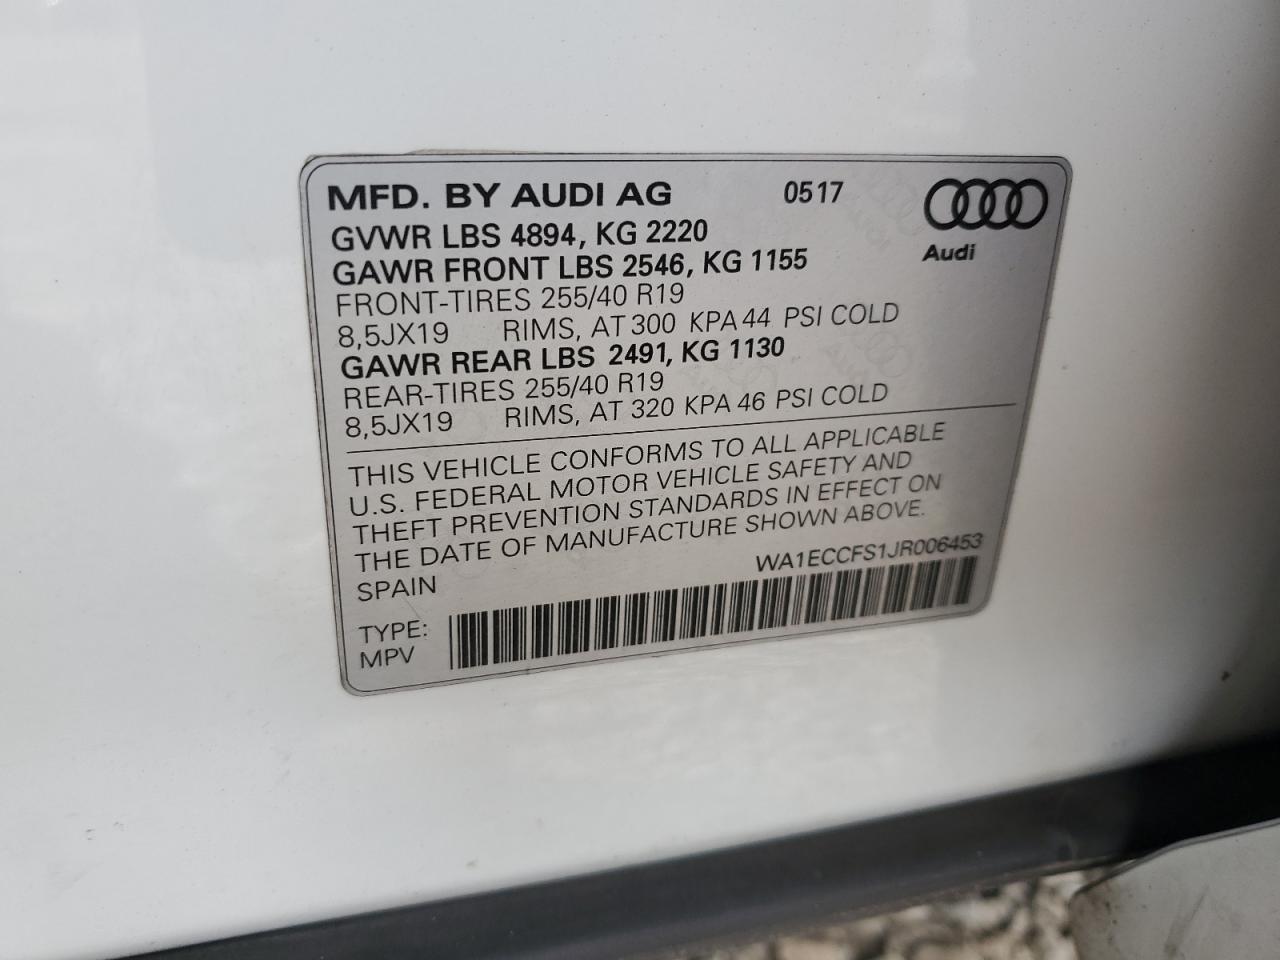 MFD. BY AUDI AG 0517
GVWR LBS 4894, KG 2220
Audi
GAWR FRONT LBS 2546, KG 1155
FRONT-TIRES 255/40 R19
8,5JX19 RIMS, AT 300 KPA 44 PSI COLD
GAWR REAR LBS 2491, KG 1130
REAR-TIRES 255/40 R19
8,5JX19 RIMS, AT 320 KPA 46 PSI COLD
THIS VEHICLE CONFORMS TO ALL APPLICABLE
U.S. FEDERAL MOTOR VEHICLE SAFETY AND
THEFT PREVENTION STANDARDS IN EFFECT ON
THE DATE OF MANUFACTURE SHOWN ABOVE.
SPAIN WA1ECCFS1JR006453
TYPE:
MPV